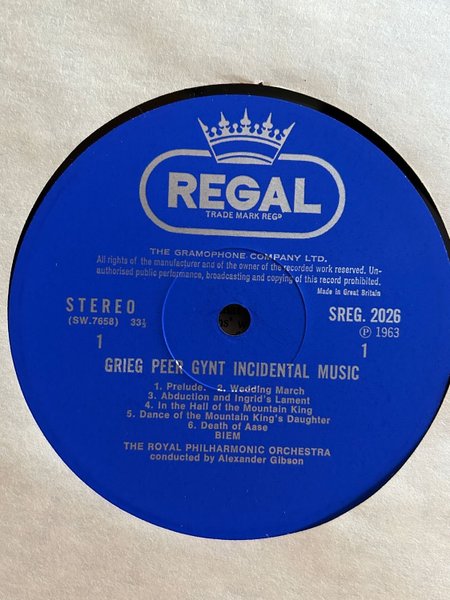 REGAL
TRADE MARK REGD
THE GRAMOPHONE COMPANY LTD.
All rights of the manufacturer and of the owner of the recorded work reserved. Un-
authorised public performance, broadcasting and copying of this record prohibited.
Made in Great Britain
STEREO
(SW.7658) 33⅓
1
SREG. 2026
Ⓟ 1963
1
GRIEG PEER GYNT INCIDENTAL MUSIC
1. Prelude. 2. Wedding March
3. Abduction and Ingrid's Lament
4. In the Hall of the Mountain King
5. Dance of the Mountain King's Daughter
6. Death of Aase
BIEM
THE ROYAL PHILHARMONIC ORCHESTRA
conducted by Alexander Gibson